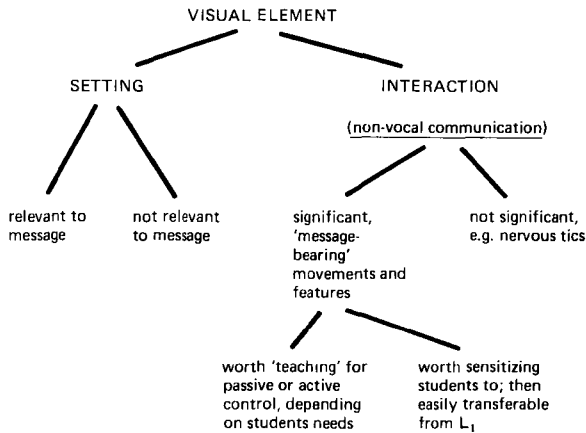 VISUAL ELEMENT
SETTING
INTERACTION
(non-vocal communication)
relevant to
message
not relevant
to message
significant,
'message-
bearing'
movements and
features
not significant,
e.g. nervous tics
worth 'teaching' for
passive or active
control, depending
on students needs
worth sensitizing
students to; then
easily transferable
from L₁